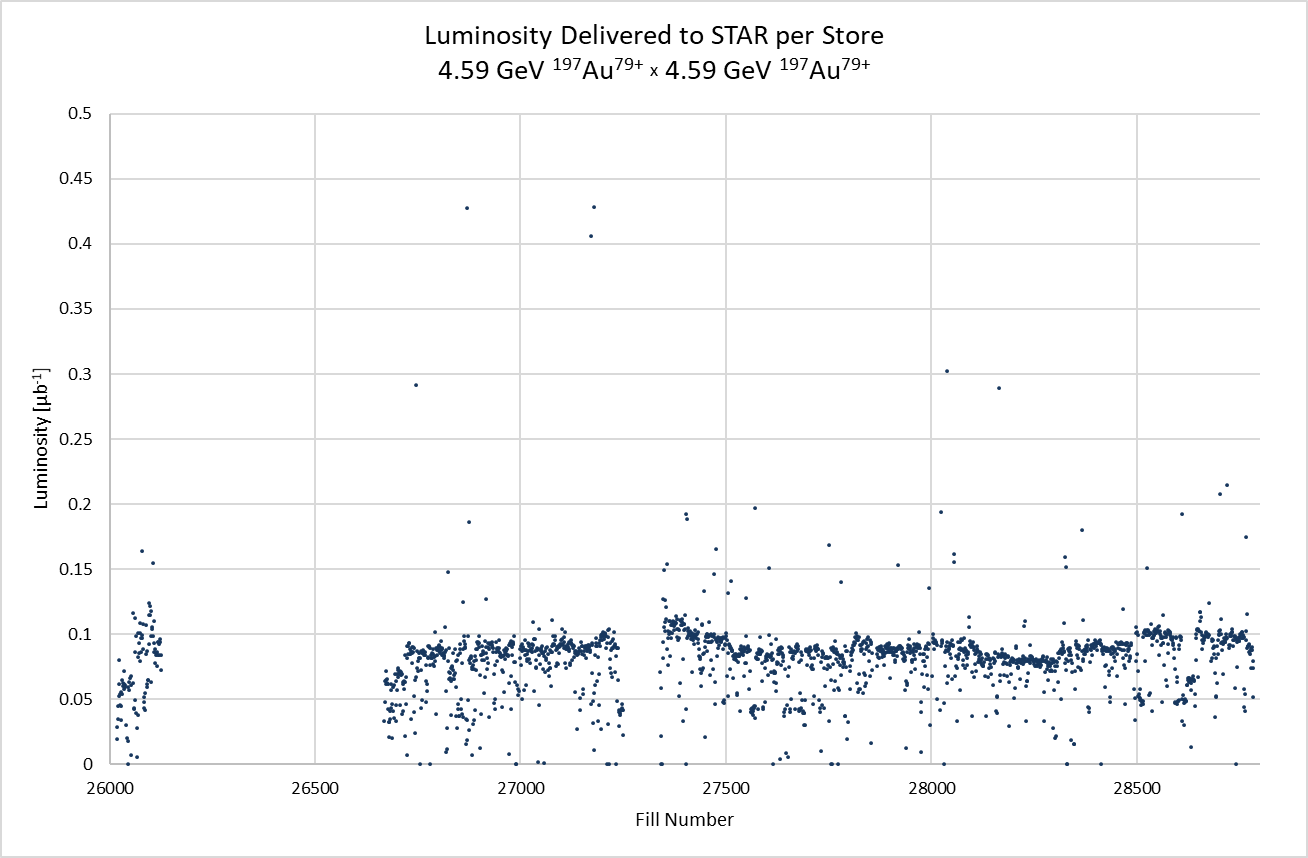 Luminosity Delivered to STAR per Store
4.59 GeV ¹⁹⁷Au⁷⁹⁺ x 4.59 GeV ¹⁹⁷Au⁷⁹⁺
0.5
0.45
0.4
0.35
0.3
0.25
0.2
0.15
0.1
0.05
0
Luminosity [μb⁻¹]
26000 26500 27000 27500 28000 28500
Fill Number